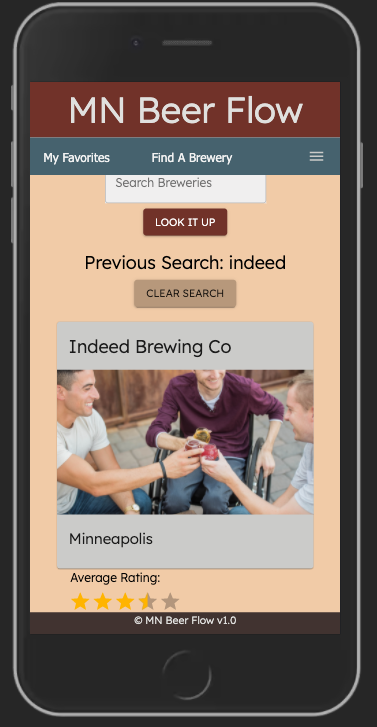 MN Beer Flow
My Favorites Find A Brewery
Search Breweries
LOOK IT UP
Previous Search: indeed
CLEAR SEARCH
Indeed Brewing Co
Minneapolis
Average Rating:
© MN Beer Flow v1.0